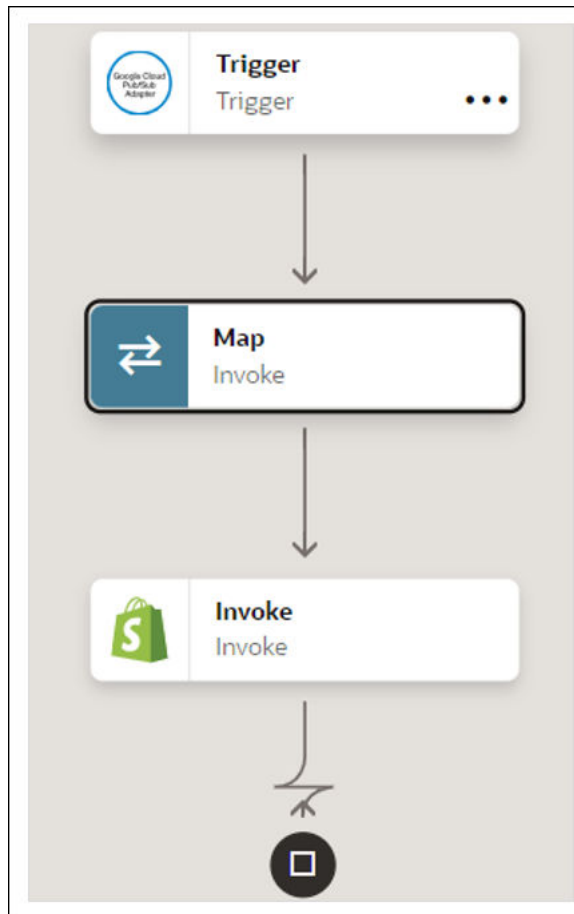 Google Cloud
Pub/Sub
Adapter
Trigger
Trigger
Map
Invoke
S
Invoke
Invoke